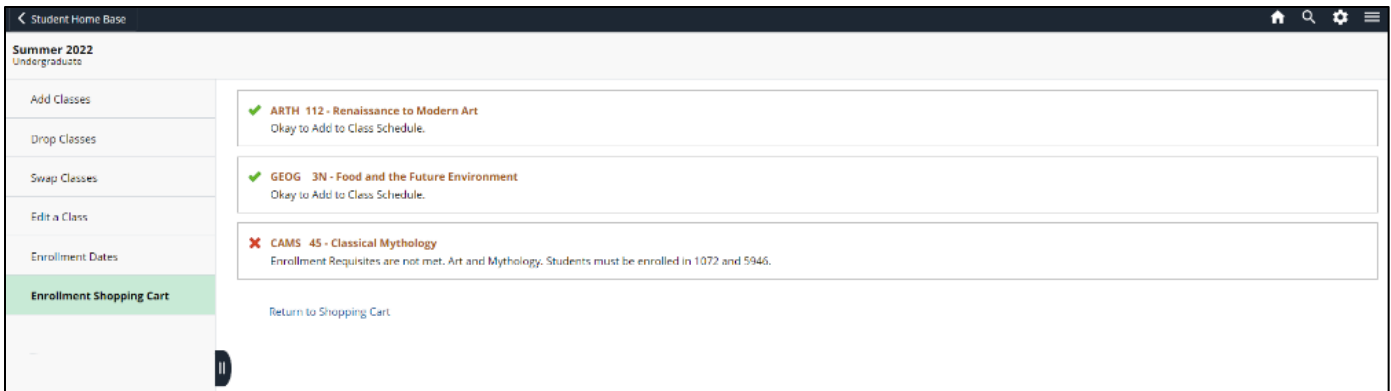 Student Home Base
Summer 2022
Undergraduate
Add Classes
Drop Classes
Swap Classes
Edit a Class
Enrollment Dates
Enrollment Shopping Cart
ARTH 112 - Renaissance to Modern Art
Okay to Add to Class Schedule.
GEOG 3N - Food and the Future Environment
Okay to Add to Class Schedule.
CAMS 45 - Classical Mythology
Enrollment Requisites are not met. Art and Mythology. Students must be enrolled in 1072 and 5946.
Return to Shopping Cart